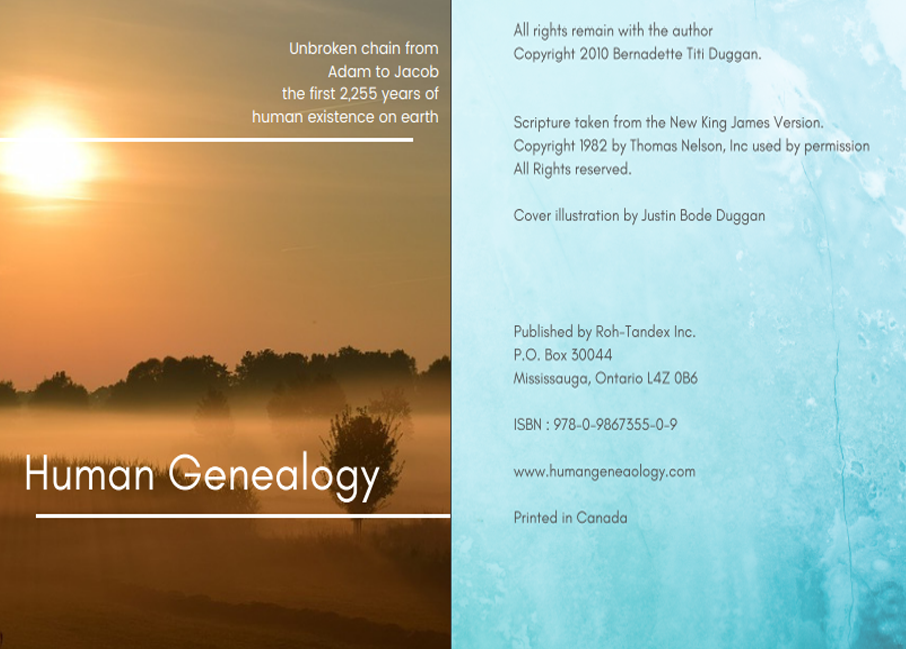 Unbroken chain from
Adam to Jacob
the first 2,255 years of
human existence on earth
Human Genealogy
All rights remain with the author
Copyright 2010 Bernadette Titi Duggan.
Scripture taken from the New King James Version.
Copyright 1982 by Thomas Nelson, Inc used by permission
All Rights reserved.
Cover illustration by Justin Bode Duggan
Published by Roh-Tandex Inc.
P.O. Box 30044
Mississauga, Ontario L4Z 0B6
ISBN : 978-0-9867355-0-9
www.humangeneaology.com
Printed in Canada